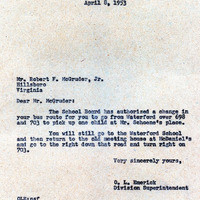 April 8, 1953
Mr. Robert F. McGruder, Jr.
Hillsboro
Virginia
Dear Mr. McGruder:
The School Board has authorized a change in
your bus route for you to go from Waterford over 698
and 703 to pick up one child at Mr. Schoene's place.
You will still go to the Waterford School
and then return to the old meeting house at McDaniel's
and go to the right down that road and turn right on
703.
Very sincerely yours,
O. L. Emerick
Division Superintendent
OLE:nsf